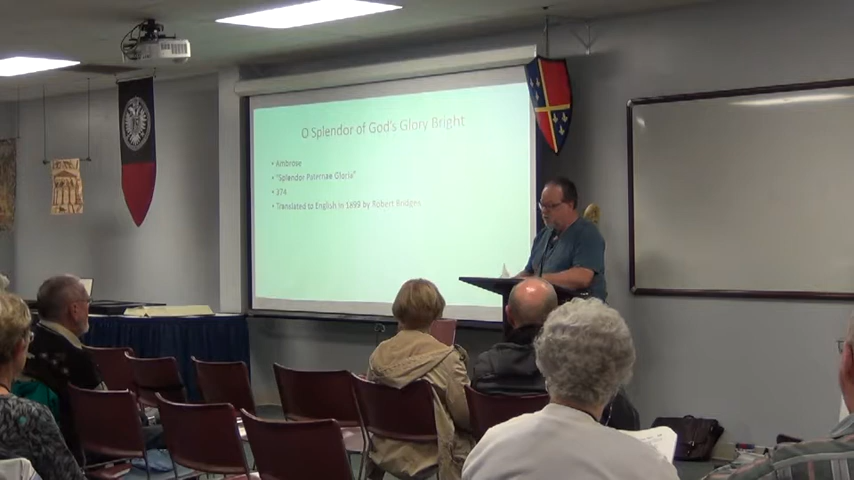 O Splendor of God's Glory Bright
• Ambrose
• "Splendor Paternae Gloria"
• 374
• Translated to English in 1899 by Robert Bridges